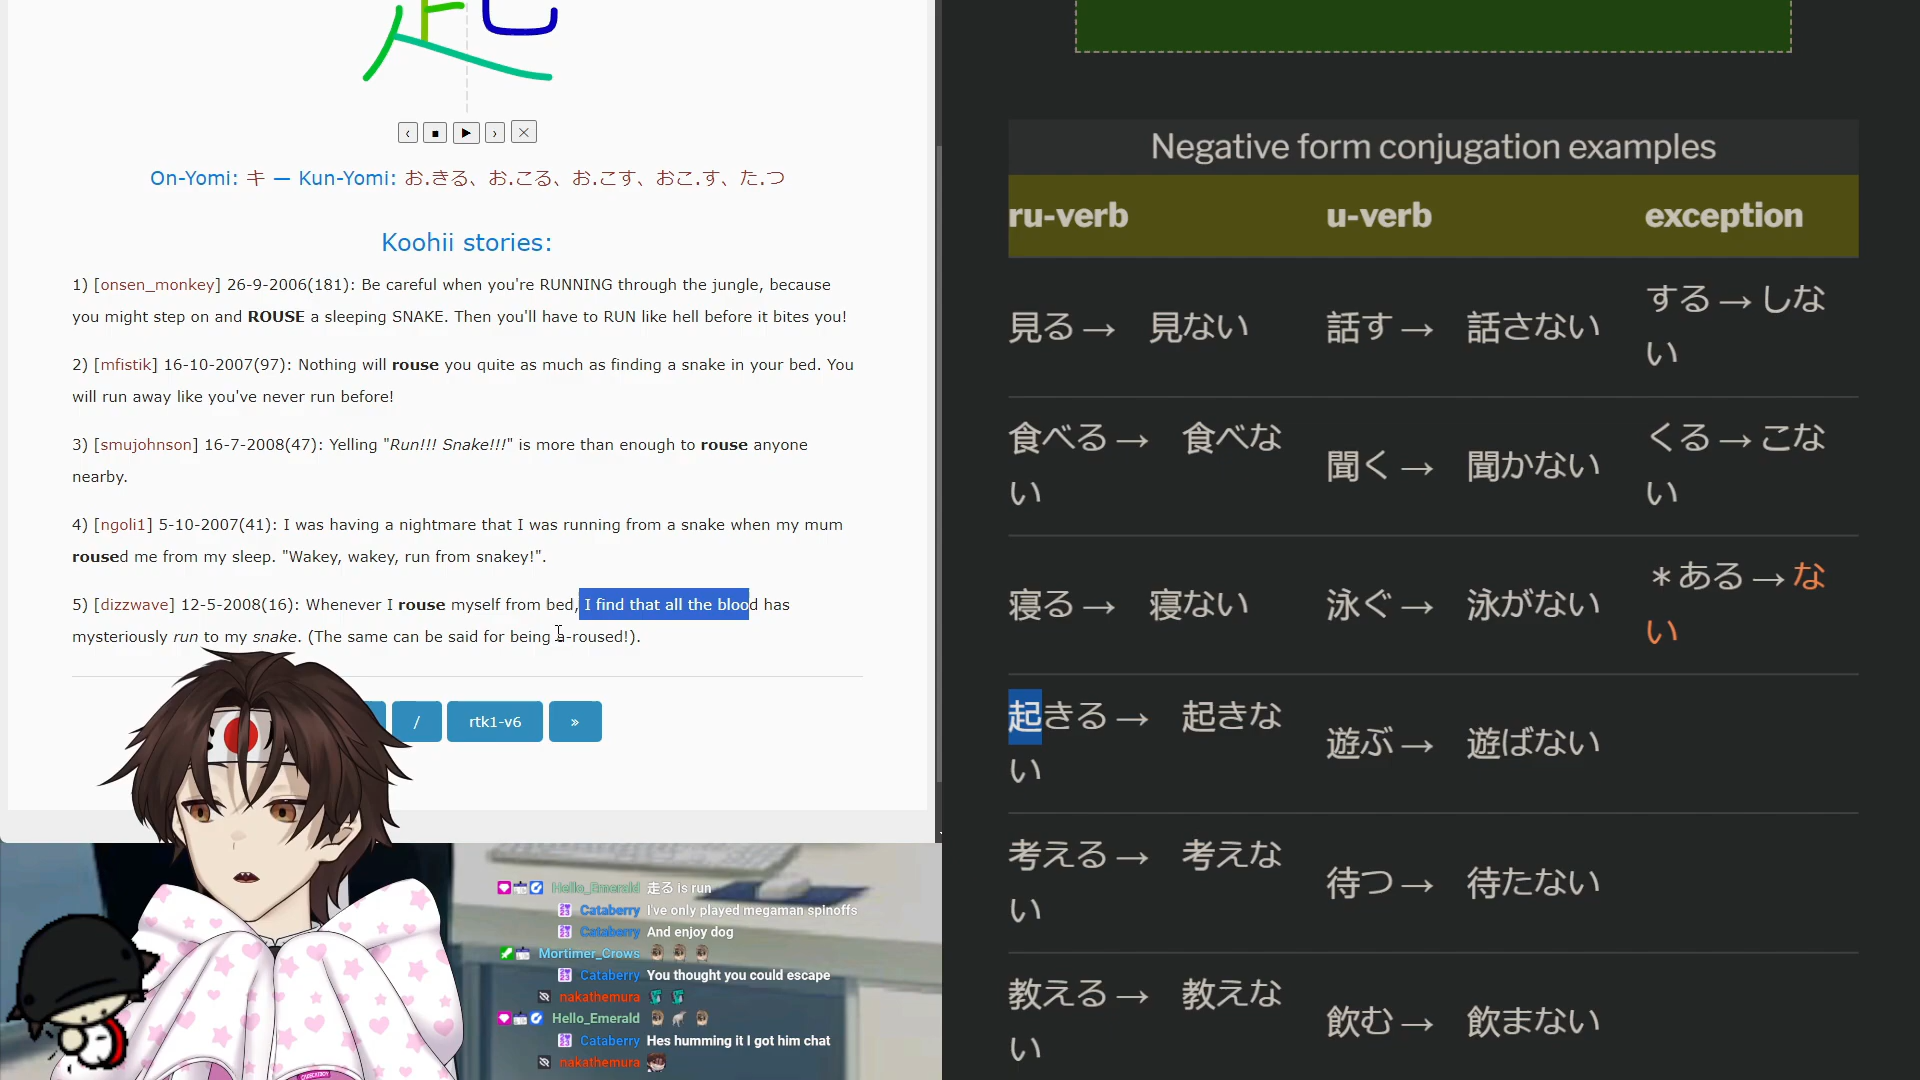 On-Yomi: キ — Kun-Yomi: お.きる、お.こる、お.こす、おこ.す、た.つ
Koohii stories:
1) [onsen_monkey] 26-9-2006(181): Be careful when you're RUNNING through the jungle, because
you might step on and ROUSE a sleeping SNAKE. Then you'll have to RUN like hell before it bites you!
2) [mfistik] 16-10-2007(97): Nothing will rouse you quite as much as finding a snake in your bed. You
will run away like you've never run before!
3) [smujohnson] 16-7-2008(47): Yelling "Run!!! Snake!!!" is more than enough to rouse anyone
nearby.
4) [ngoli1] 5-10-2007(41): I was having a nightmare that I was running from a snake when my mum
roused me from my sleep. "Wakey, wakey, run from snakey!".
5) [dizzwave] 12-5-2008(16): Whenever I rouse myself from bed, I find that all the blood has
mysteriously run to my snake. (The same can be said for being a-roused!).
/
rtk1-v6
»
Hello_Emerald 走る is run
Cataberry I've only played megaman spinoffs
Cataberry And enjoy dog
Mortimer_Crows
Cataberry You thought you could escape
nakathemura
Hello_Emerald
Cataberry Hes humming it I got him chat
nakathemura
Negative form conjugation examples
ru-verb u-verb exception
見る → 見ない 話す → 話さない する → しな
い
食べる → 食べな 聞く → 聞かない くる → こな
い い
寝る → 寝ない 泳ぐ → 泳がない ＊ある → な
い
起きる → 起きな 遊ぶ → 遊ばない
い
考える → 考えな 待つ → 待たない
い
教える → 教えな 飲む → 飲まない
い